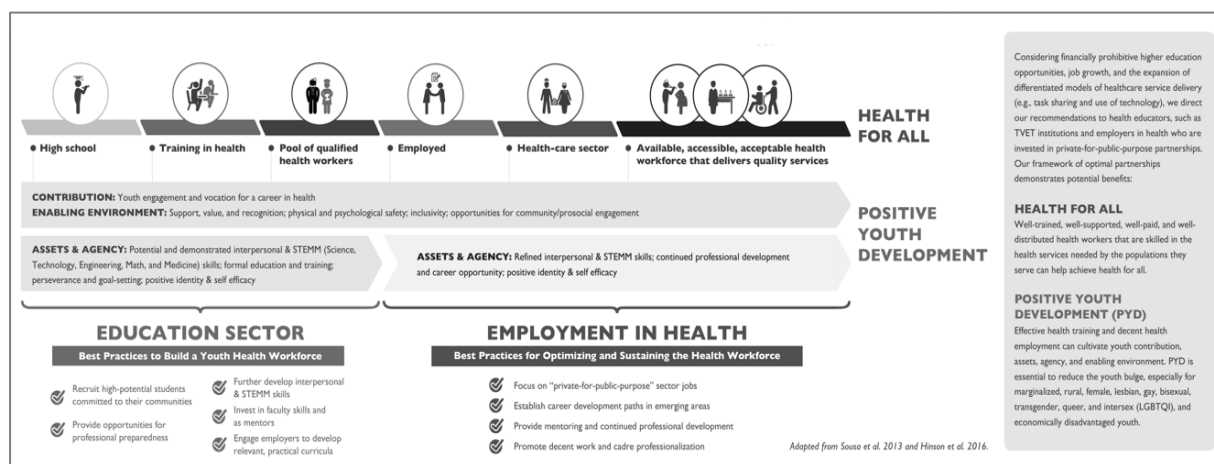 HEALTH
FOR ALL
High school
Training in health
Pool of qualified
health workers
Employed
Health-care sector
Available, accessible, acceptable health
workforce that delivers quality services
CONTRIBUTION: Youth engagement and vocation for a career in health
ENABLING ENVIRONMENT: Support, value, and recognition; physical and psychological safety; inclusivity; opportunities for community/prosocial engagement
POSITIVE
YOUTH
DEVELOPMENT
ASSETS & AGENCY: Potential and demonstrated interpersonal & STEMM (Science,
Technology, Engineering, Math, and Medicine) skills; formal education and training;
perseverance and goal-setting; positive identity & self efficacy
ASSETS & AGENCY: Refined interpersonal & STEMM skills; continued professional development
and career opportunity; positive identity & self efficacy
EDUCATION SECTOR
Best Practices to Build a Youth Health Workforce
Recruit high-potential students
committed to their communities
Provide opportunities for
professional preparedness
Further develop interpersonal
& STEMM skills
Invest in faculty skills and
as mentors
Engage employers to develop
relevant, practical curricula
EMPLOYMENT IN HEALTH
Best Practices for Optimizing and Sustaining the Health Workforce
Focus on “private-for-public-purpose” sector jobs
Establish career development paths in emerging areas
Provide mentoring and continued professional development
Promote decent work and cadre professionalization
Adapted from Sousa et al. 2013 and Hinson et al. 2016.
Considering financially prohibitive higher education
opportunities, job growth, and the expansion of
differentiated models of healthcare service delivery
(e.g., task sharing and use of technology), we direct
our recommendations to health educators, such as
TVET institutions and employers in health who are
invested in private-for-public-purpose partnerships.
Our framework of optimal partnerships
demonstrates potential benefits:
HEALTH FOR ALL
Well-trained, well-supported, well-paid, and well-
distributed health workers that are skilled in the
health services needed by the populations they
serve can help achieve health for all.
POSITIVE YOUTH
DEVELOPMENT (PYD)
Effective health training and decent health
employment can cultivate youth contribution,
assets, agency, and enabling environment. PYD is
essential to reduce the youth bulge, especially for
marginalized, rural, female, lesbian, gay, bisexual,
transgender, queer, and intersex (LGBTQI), and
economically disadvantaged youth.